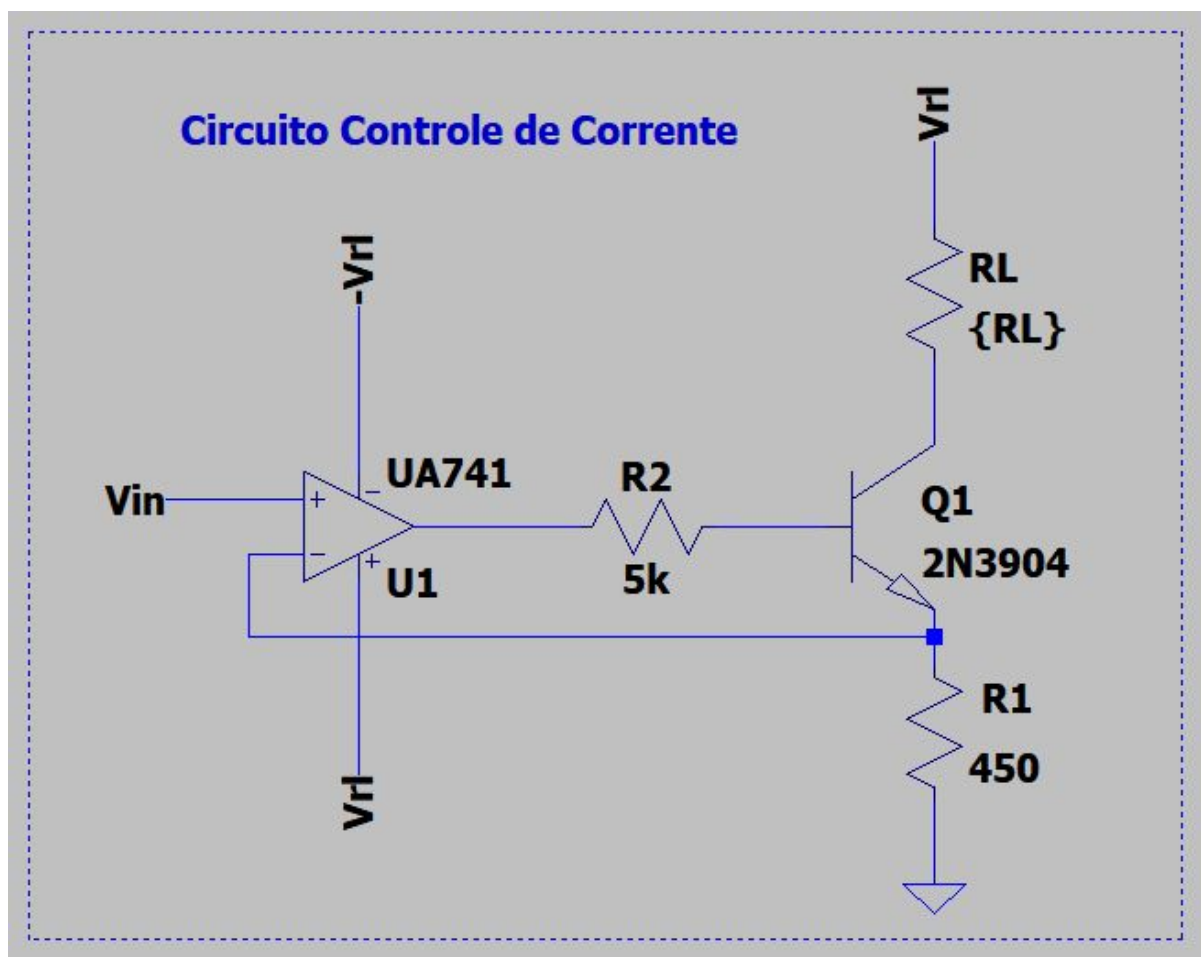 Circuito Controle de Corrente
Vrl
-Vrl
RL
{RL}
Vin
+
-
UA741
R2
Q1
-
+
U1
5k
2N3904
R1
450
Vrl